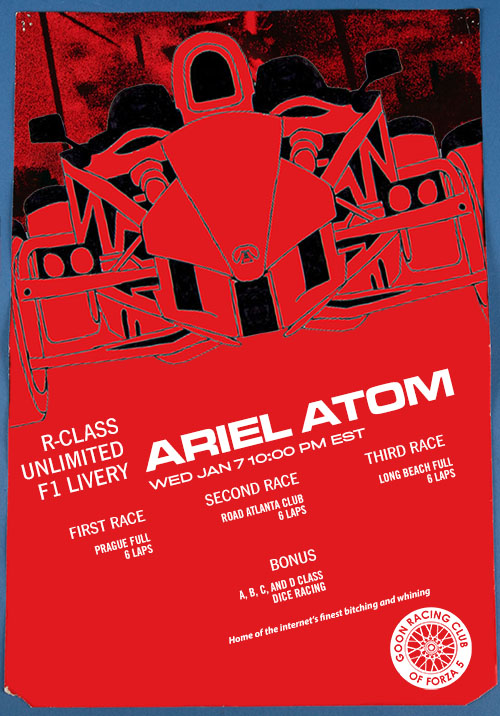 R-CLASS
UNLIMITED
F1 LIVERY
ARIEL ATOM
WED JAN 7 10:00 PM EST
FIRST RACE
PRAGUE FULL
6 LAPS
SECOND RACE
ROAD ATLANTA CLUB
6 LAPS
THIRD RACE
LONG BEACH FULL
6 LAPS
BONUS
A, B, C, AND D CLASS
DICE RACING
Home of the internet's finest bitching and whining
GOON RACING CLUB
OF FORZA 5